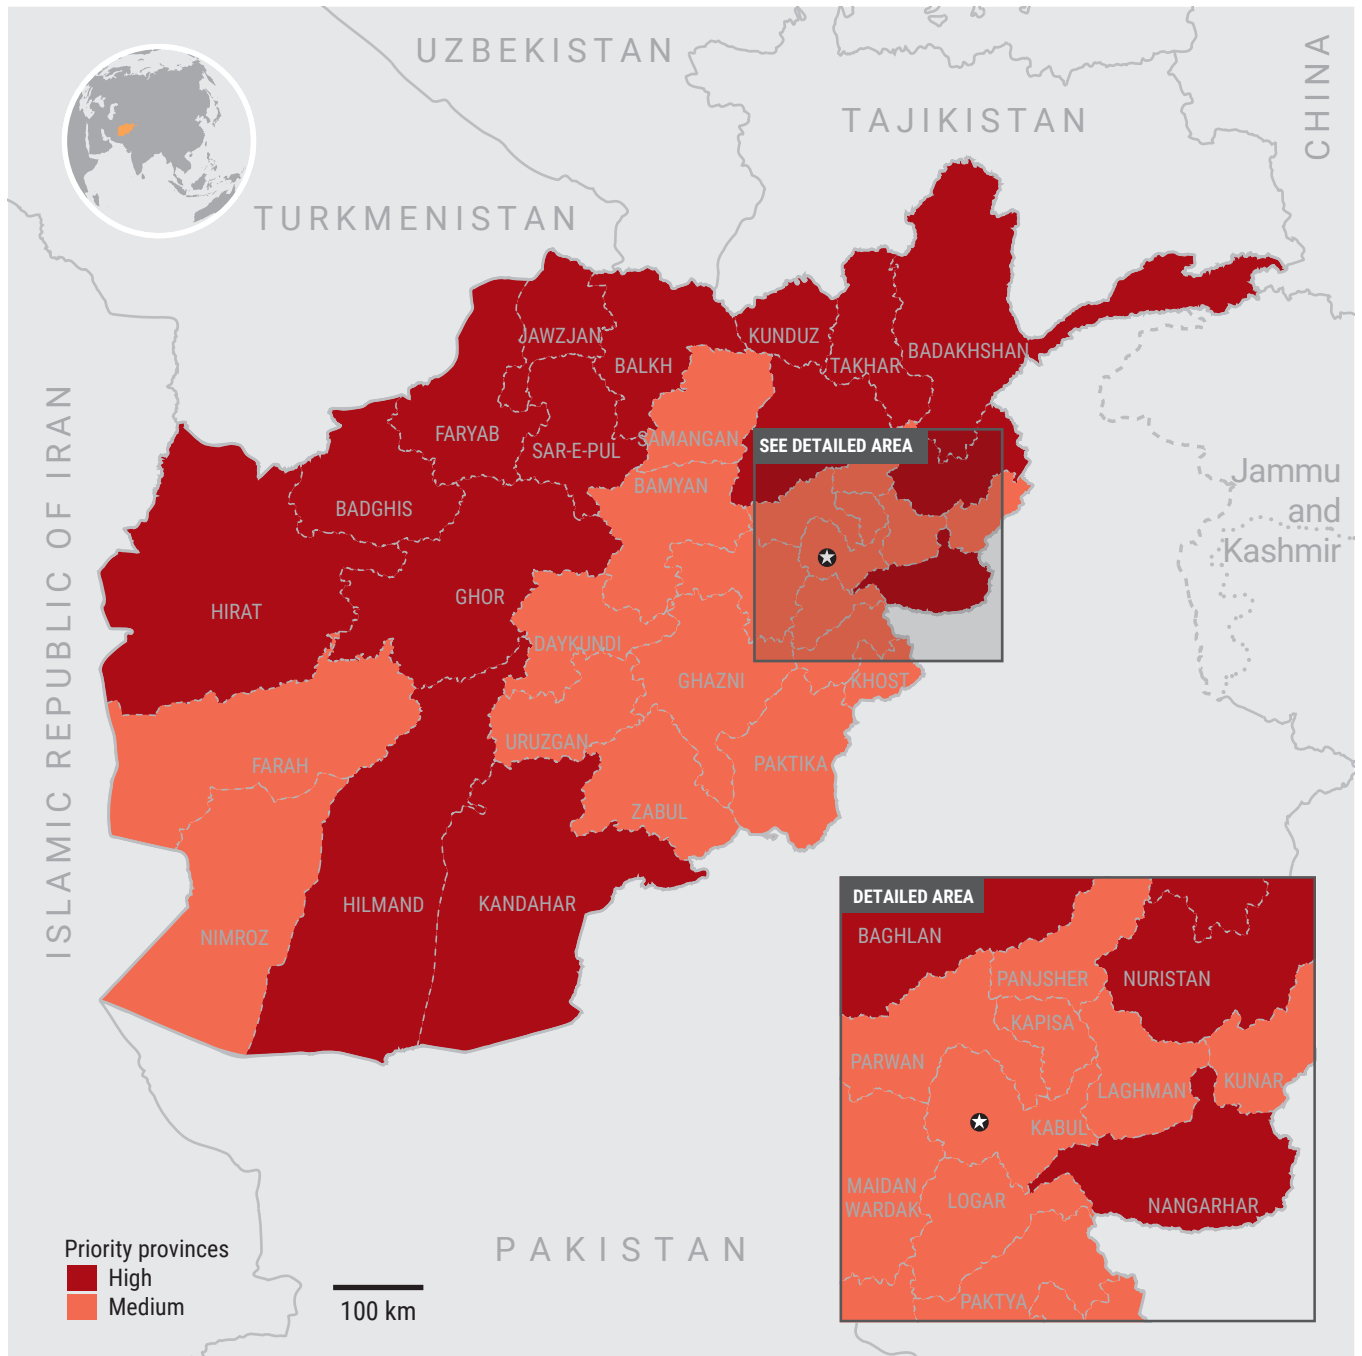 UZBEKISTAN
TAJIKISTAN
CHINA
TURKMENISTAN
ISLAMIC REPUBLIC OF IRAN
JAWZJAN
BALKH
KUNDUZ
TAKHAR
BADAKHSHAN
FARYAB
SAR-E-PUL
SAMANGAN
SEE DETAILED AREA
BADGHIS
BAMYAN
Jammu
and
Kashmir
HIRAT
GHOR
DAYKUNDI
GHAZNI
KHOST
URUZGAN
FARAH
PAKTIKA
ZABUL
HILMAND
KANDAHAR
NIMROZ
DETAILED AREA
BAGHLAN
PANJSHER
NURISTAN
KAPISA
PARWAN
LAGHMAN
KUNAR
KABUL
MAIDAN
WARDAK
LOGAR
NANGARHAR
PAKTYA
PAKISTAN
Priority provinces
High
Medium
100 km